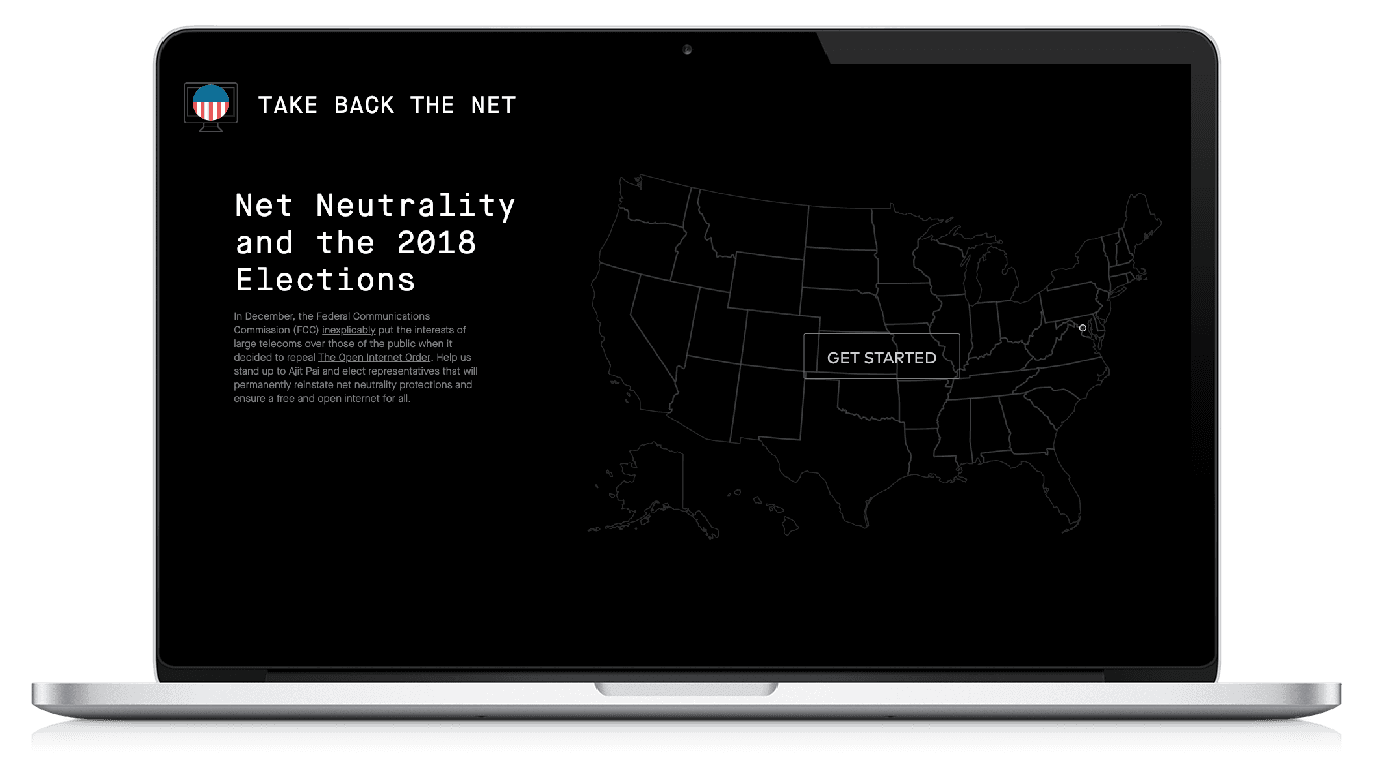 TAKE BACK THE NET
Net Neutrality
and the 2018
Elections
In December, the Federal Communications
Commission (FCC) inexplicably put the interests of
large telecoms over those of the public when it
decided to repeal The Open Internet Order. Help us
stand up to Ajit Pai and elect representatives that will
permanently reinstate net neutrality protections and
ensure a free and open internet for all.
GET STARTED